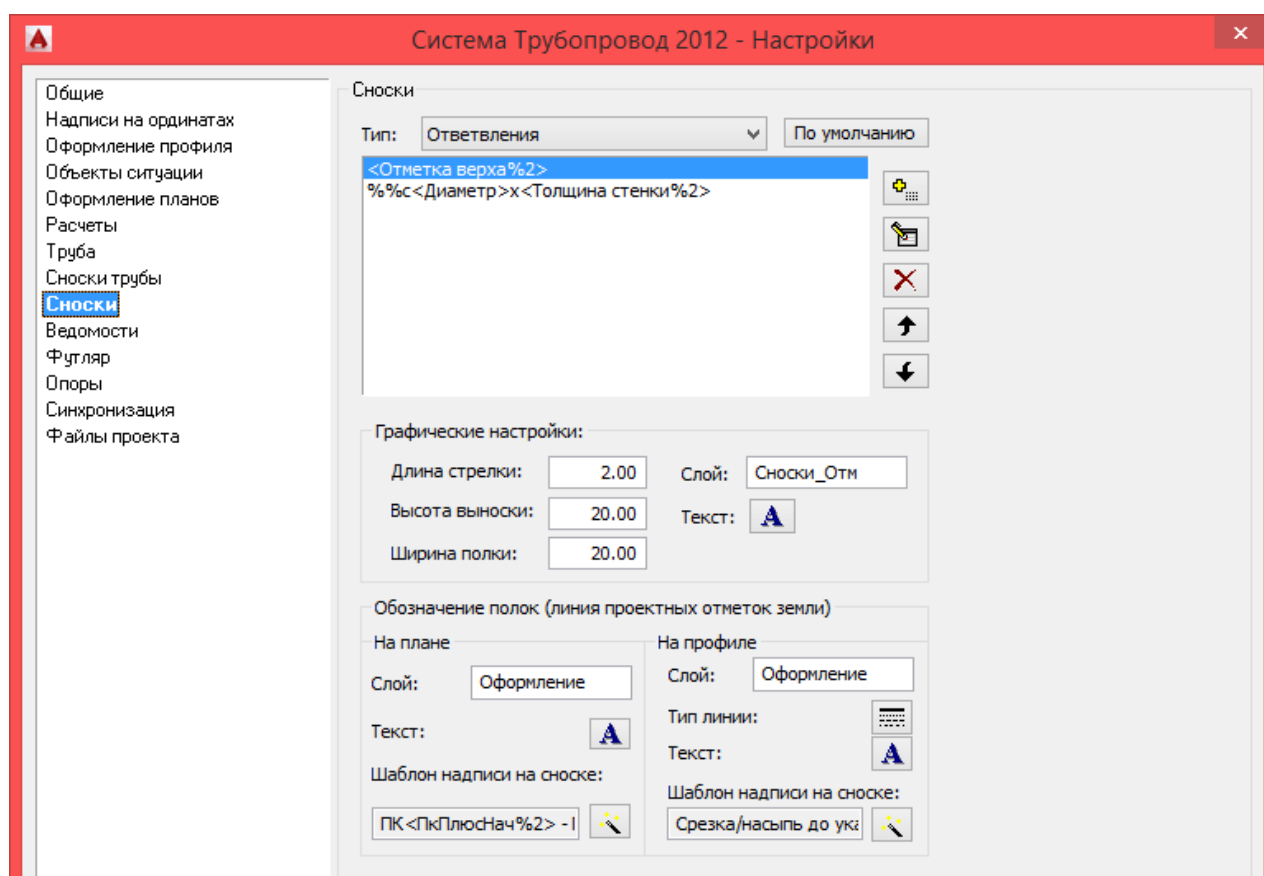 Система Трубопровод 2012 - Настройки
Общие
Надписи на ординатах
Оформление профиля
Объекты ситуации
Оформление планов
Расчеты
Труба
Сноски трубы
Сноски
Ведомости
Футляр
Опоры
Синхронизация
Файлы проекта
Сноски
Тип: Ответвления По умолчанию
<Отметка верха%2>
%%c<Диаметр>x<Толщина стенки%2>
Графические настройки:
Длина стрелки: 2.00 Слой: Сноски_Отм
Высота выноски: 20.00 Текст: A
Ширина полки: 20.00
Обозначение полок (линия проектных отметок земли)
На плане
Слой: Оформление
Текст: A
Шаблон надписи на сноске:
ПК<ПкПлюсНач%2> -
На профиле
Слой: Оформление
Тип линии:
Текст: A
Шаблон надписи на сноске:
Срезка/насыпь до ука